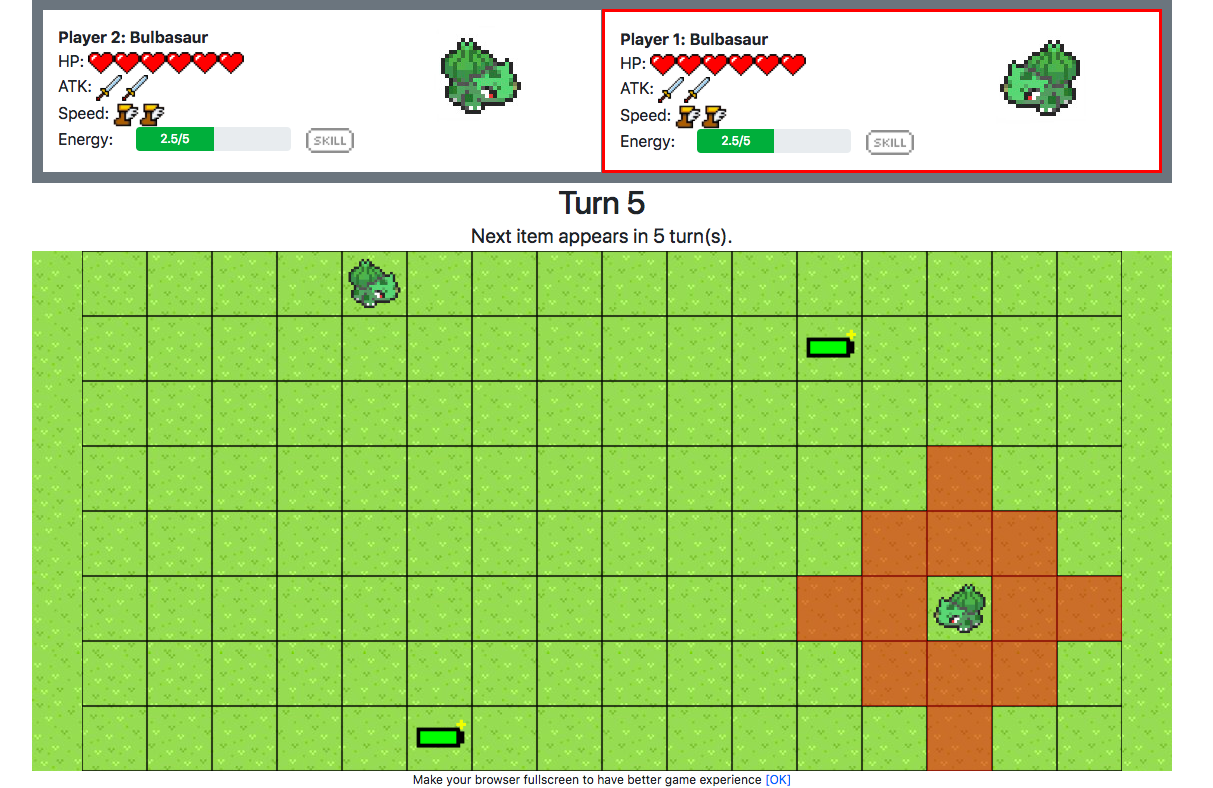 Player 2: Bulbasaur
HP:
ATK:
Speed:
Energy: 2.5/5 SKILL
Player 1: Bulbasaur
HP:
ATK:
Speed:
Energy: 2.5/5 SKILL
Turn 5
Next item appears in 5 turn(s).
Make your browser fullscreen to have better game experience [OK]